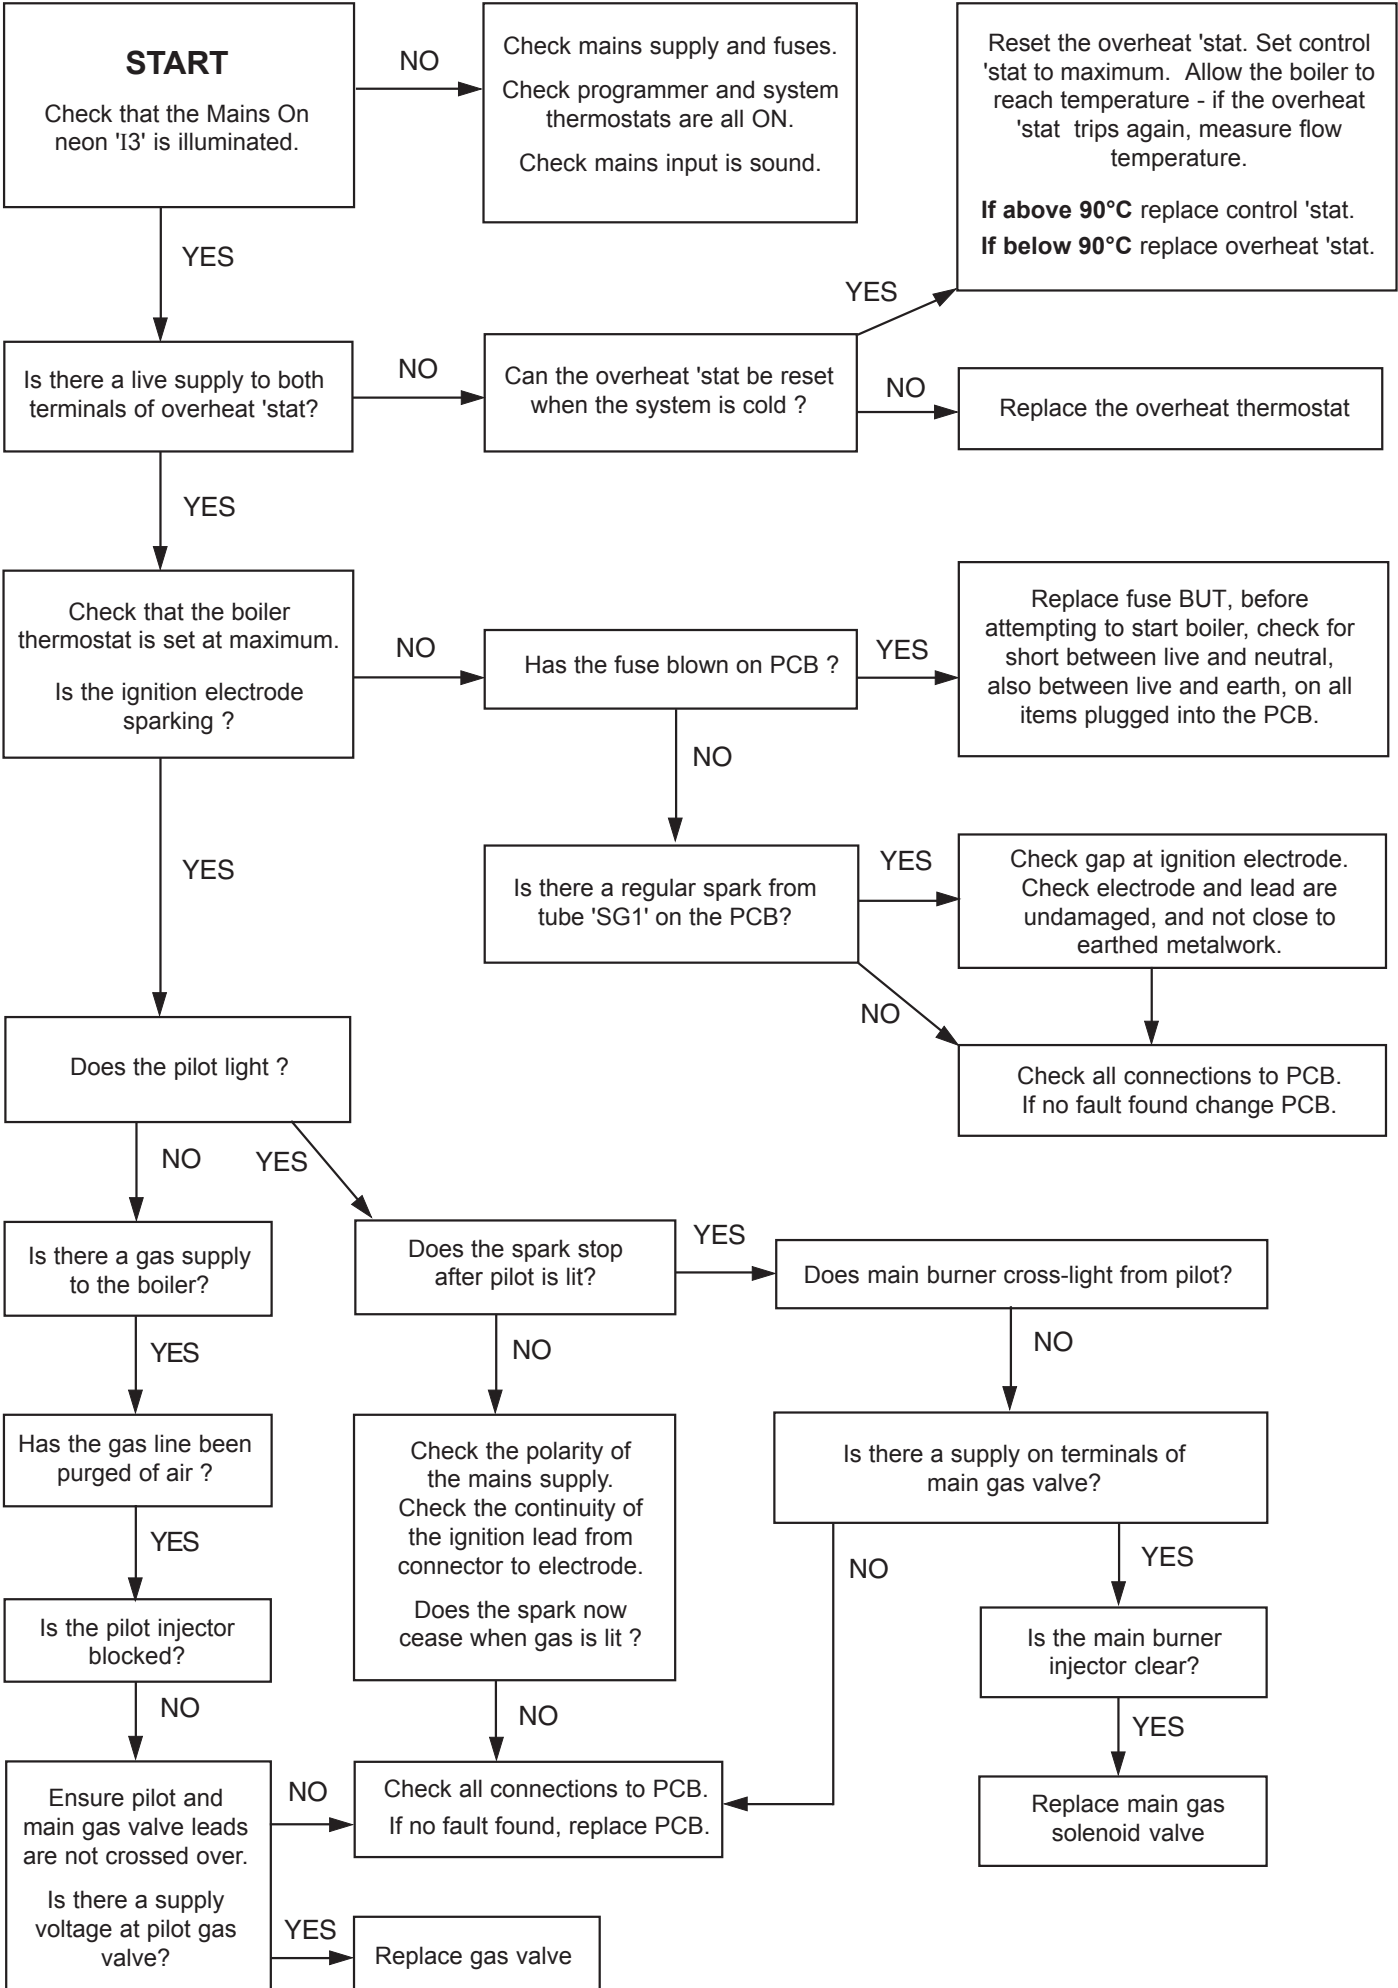 START
Check that the Mains On
neon 'I3' is illuminated.
NO
Check mains supply and fuses.
Check programmer and system
thermostats are all ON.
Check mains input is sound.
Reset the overheat 'stat. Set control
'stat to maximum. Allow the boiler to
reach temperature - if the overheat
'stat trips again, measure flow
temperature.
If above 90°C replace control 'stat.
If below 90°C replace overheat 'stat.
YES
YES
Is there a live supply to both
terminals of overheat 'stat?
NO
Can the overheat 'stat be reset
when the system is cold ?
NO
Replace the overheat thermostat
YES
Check that the boiler
thermostat is set at maximum.
Is the ignition electrode
sparking ?
NO
Has the fuse blown on PCB ?
YES
Replace fuse BUT, before
attempting to start boiler, check for
short between live and neutral,
also between live and earth, on all
items plugged into the PCB.
NO
YES
Is there a regular spark from
tube 'SG1' on the PCB?
YES
Check gap at ignition electrode.
Check electrode and lead are
undamaged, and not close to
earthed metalwork.
NO
Check all connections to PCB.
If no fault found change PCB.
Does the pilot light ?
NO
YES
Is there a gas supply
to the boiler?
Does the spark stop
after pilot is lit?
YES
Does main burner cross-light from pilot?
YES
NO
NO
Has the gas line been
purged of air ?
Check the polarity of
the mains supply.
Check the continuity of
the ignition lead from
connector to electrode.
Does the spark now
cease when gas is lit ?
Is there a supply on terminals of
main gas valve?
YES
NO
YES
Is the pilot injector
blocked?
Is the main burner
injector clear?
NO
NO
YES
Ensure pilot and
main gas valve leads
are not crossed over.
Is there a supply
voltage at pilot gas
valve?
NO
Check all connections to PCB.
If no fault found, replace PCB.
Replace main gas
solenoid valve
YES
Replace gas valve